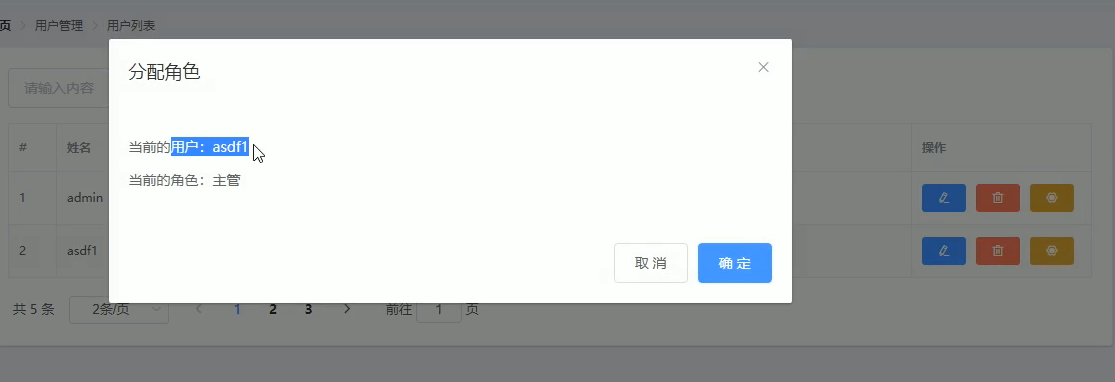 页 > 用户管理 > 用户列表
分配角色
请输入内容
当前的用户：asdf1
当前的角色：主管
# 姓名 操作
1 admin
2 asdf1
取 消 确 定
共 5 条 2条/页 < 1 2 3 > 前往 1 页